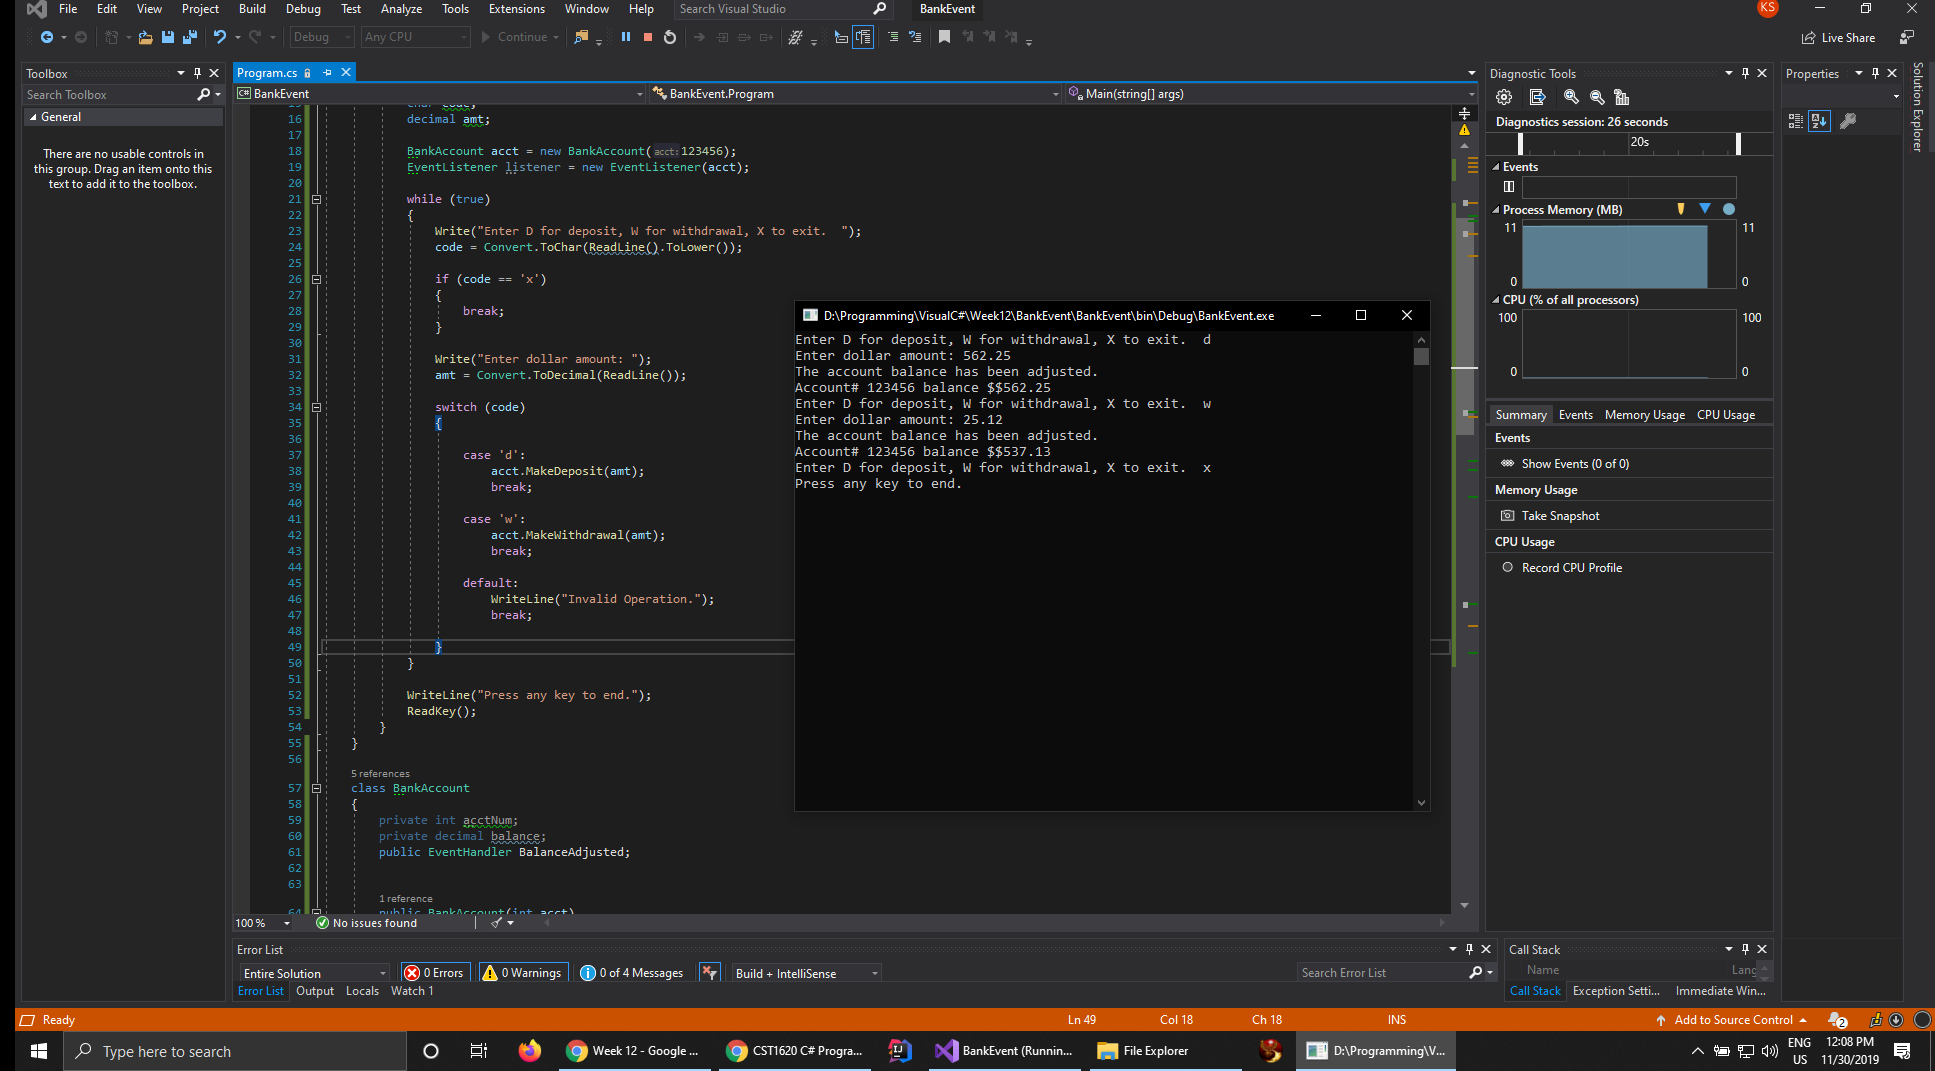 File Edit View Project Build Debug Test Analyze Tools Extensions Window Help Search Visual Studio BankEvent KS
Debug Any CPU Continue Live Share
Toolbox
Search Toolbox
General
There are no usable controls in
this group. Drag an item onto this
text to add it to the toolbox.
Program.cs
C# BankEvent BankEvent.Program Main(string[] args)
15 char code;
16 decimal amt;
17
18 BankAccount acct = new BankAccount(acct:123456);
19 EventListener listener = new EventListener(acct);
20
21 while (true)
22 {
23 Write("Enter D for deposit, W for withdrawal, X to exit.  ");
24 code = Convert.ToChar(ReadLine().ToLower());
25
26 if (code == 'x')
27 {
28 break;
29 }
30
31 Write("Enter dollar amount: ");
32 amt = Convert.ToDecimal(ReadLine());
33
34 switch (code)
35 {
36
37 case 'd':
38 acct.MakeDeposit(amt);
39 break;
40
41 case 'w':
42 acct.MakeWithdrawal(amt);
43 break;
44
45 default:
46 WriteLine("Invalid Operation.");
47 break;
48
49 }
50 }
51
52 WriteLine("Press any key to end.");
53 ReadKey();
54 }
55 }
56
5 references
57 class BankAccount
58 {
59 private int acctNum;
60 private decimal balance;
61 public EventHandler BalanceAdjusted;
62
63
1 reference
64 public BankAccount(int acct)
100 % No issues found
D:\Programming\VisualC#\Week12\BankEvent\BankEvent\bin\Debug\BankEvent.exe
Enter D for deposit, W for withdrawal, X to exit.  d
Enter dollar amount: 562.25
The account balance has been adjusted.
Account# 123456 balance $$562.25
Enter D for deposit, W for withdrawal, X to exit.  w
Enter dollar amount: 25.12
The account balance has been adjusted.
Account# 123456 balance $$537.13
Enter D for deposit, W for withdrawal, X to exit.  x
Press any key to end.
Diagnostic Tools
Diagnostics session: 26 seconds
20s
Events
Process Memory (MB)
11 11
0 0
CPU (% of all processors)
100 100
0 0
Summary Events Memory Usage CPU Usage
Events
Show Events (0 of 0)
Memory Usage
Take Snapshot
CPU Usage
Record CPU Profile
Properties
Solution Explorer
Error List
Entire Solution 0 Errors 0 Warnings 0 of 4 Messages Build + IntelliSense Search Error List
Error List Output Locals Watch 1
Call Stack
Name Lang
Call Stack Exception Setti... Immediate Win...
Ready Ln 49 Col 18 Ch 18 INS Add to Source Control 2
Type here to search Week 12 - Google ... CST1620 C# Progra... BankEvent (Runnin... File Explorer D:\Programming\V...
ENG
US
12:08 PM
11/30/2019